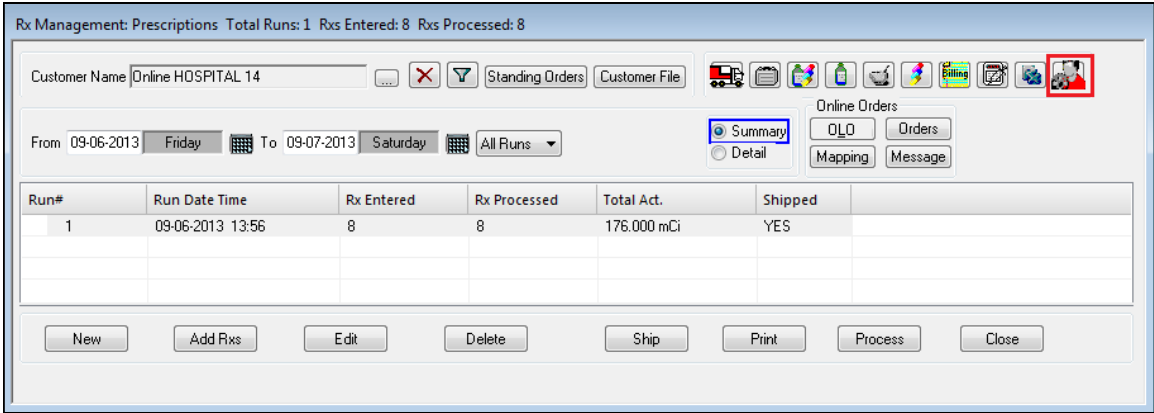 Rx Management: Prescriptions Total Runs: 1 Rxs Entered: 8 Rxs Processed: 8
Customer Name Online HOSPITAL 14 ... Standing Orders Customer File Billing
Online Orders
From 09-06-2013 Friday To 09-07-2013 Saturday All Runs Summary OLO Orders
Detail Mapping Message
Run# Run Date Time Rx Entered Rx Processed Total Act. Shipped
1 09-06-2013 13:56 8 8 176.000 mCi YES
New Add Rxs Edit Delete Ship Print Process Close